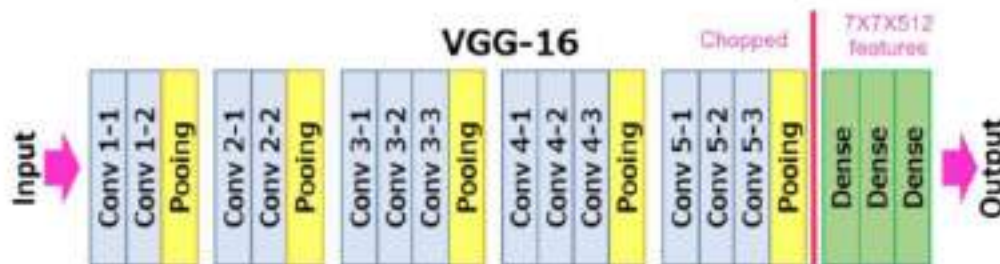 VGG-16
Chopped
7X7X512
features
Input
Conv 1-1
Conv 1-2
Pooing
Conv 2-1
Conv 2-2
Pooing
Conv 3-1
Conv 3-2
Conv 3-3
Pooing
Conv 4-1
Conv 4-2
Conv 4-3
Pooing
Conv 5-1
Conv 5-2
Conv 5-3
Pooing
Dense
Dense
Dense
Output